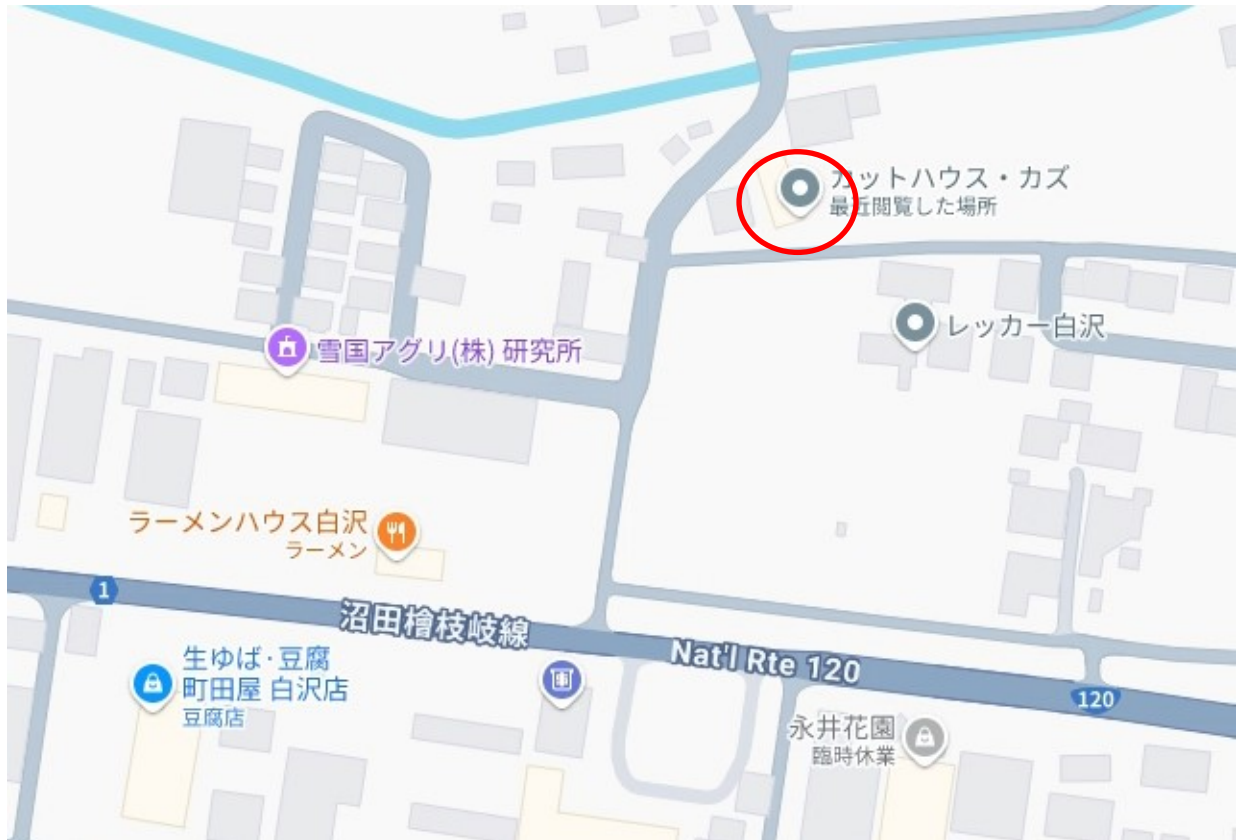 カットハウス・カズ
最近閲覧した場所
レッカー白沢
雪国アグリ(株) 研究所
ラーメンハウス白沢
ラーメン
1
沼田檜枝岐線
Nat'l Rte 120
120
生ゆば・豆腐
町田屋 白沢店
豆腐店
永井花園
臨時休業